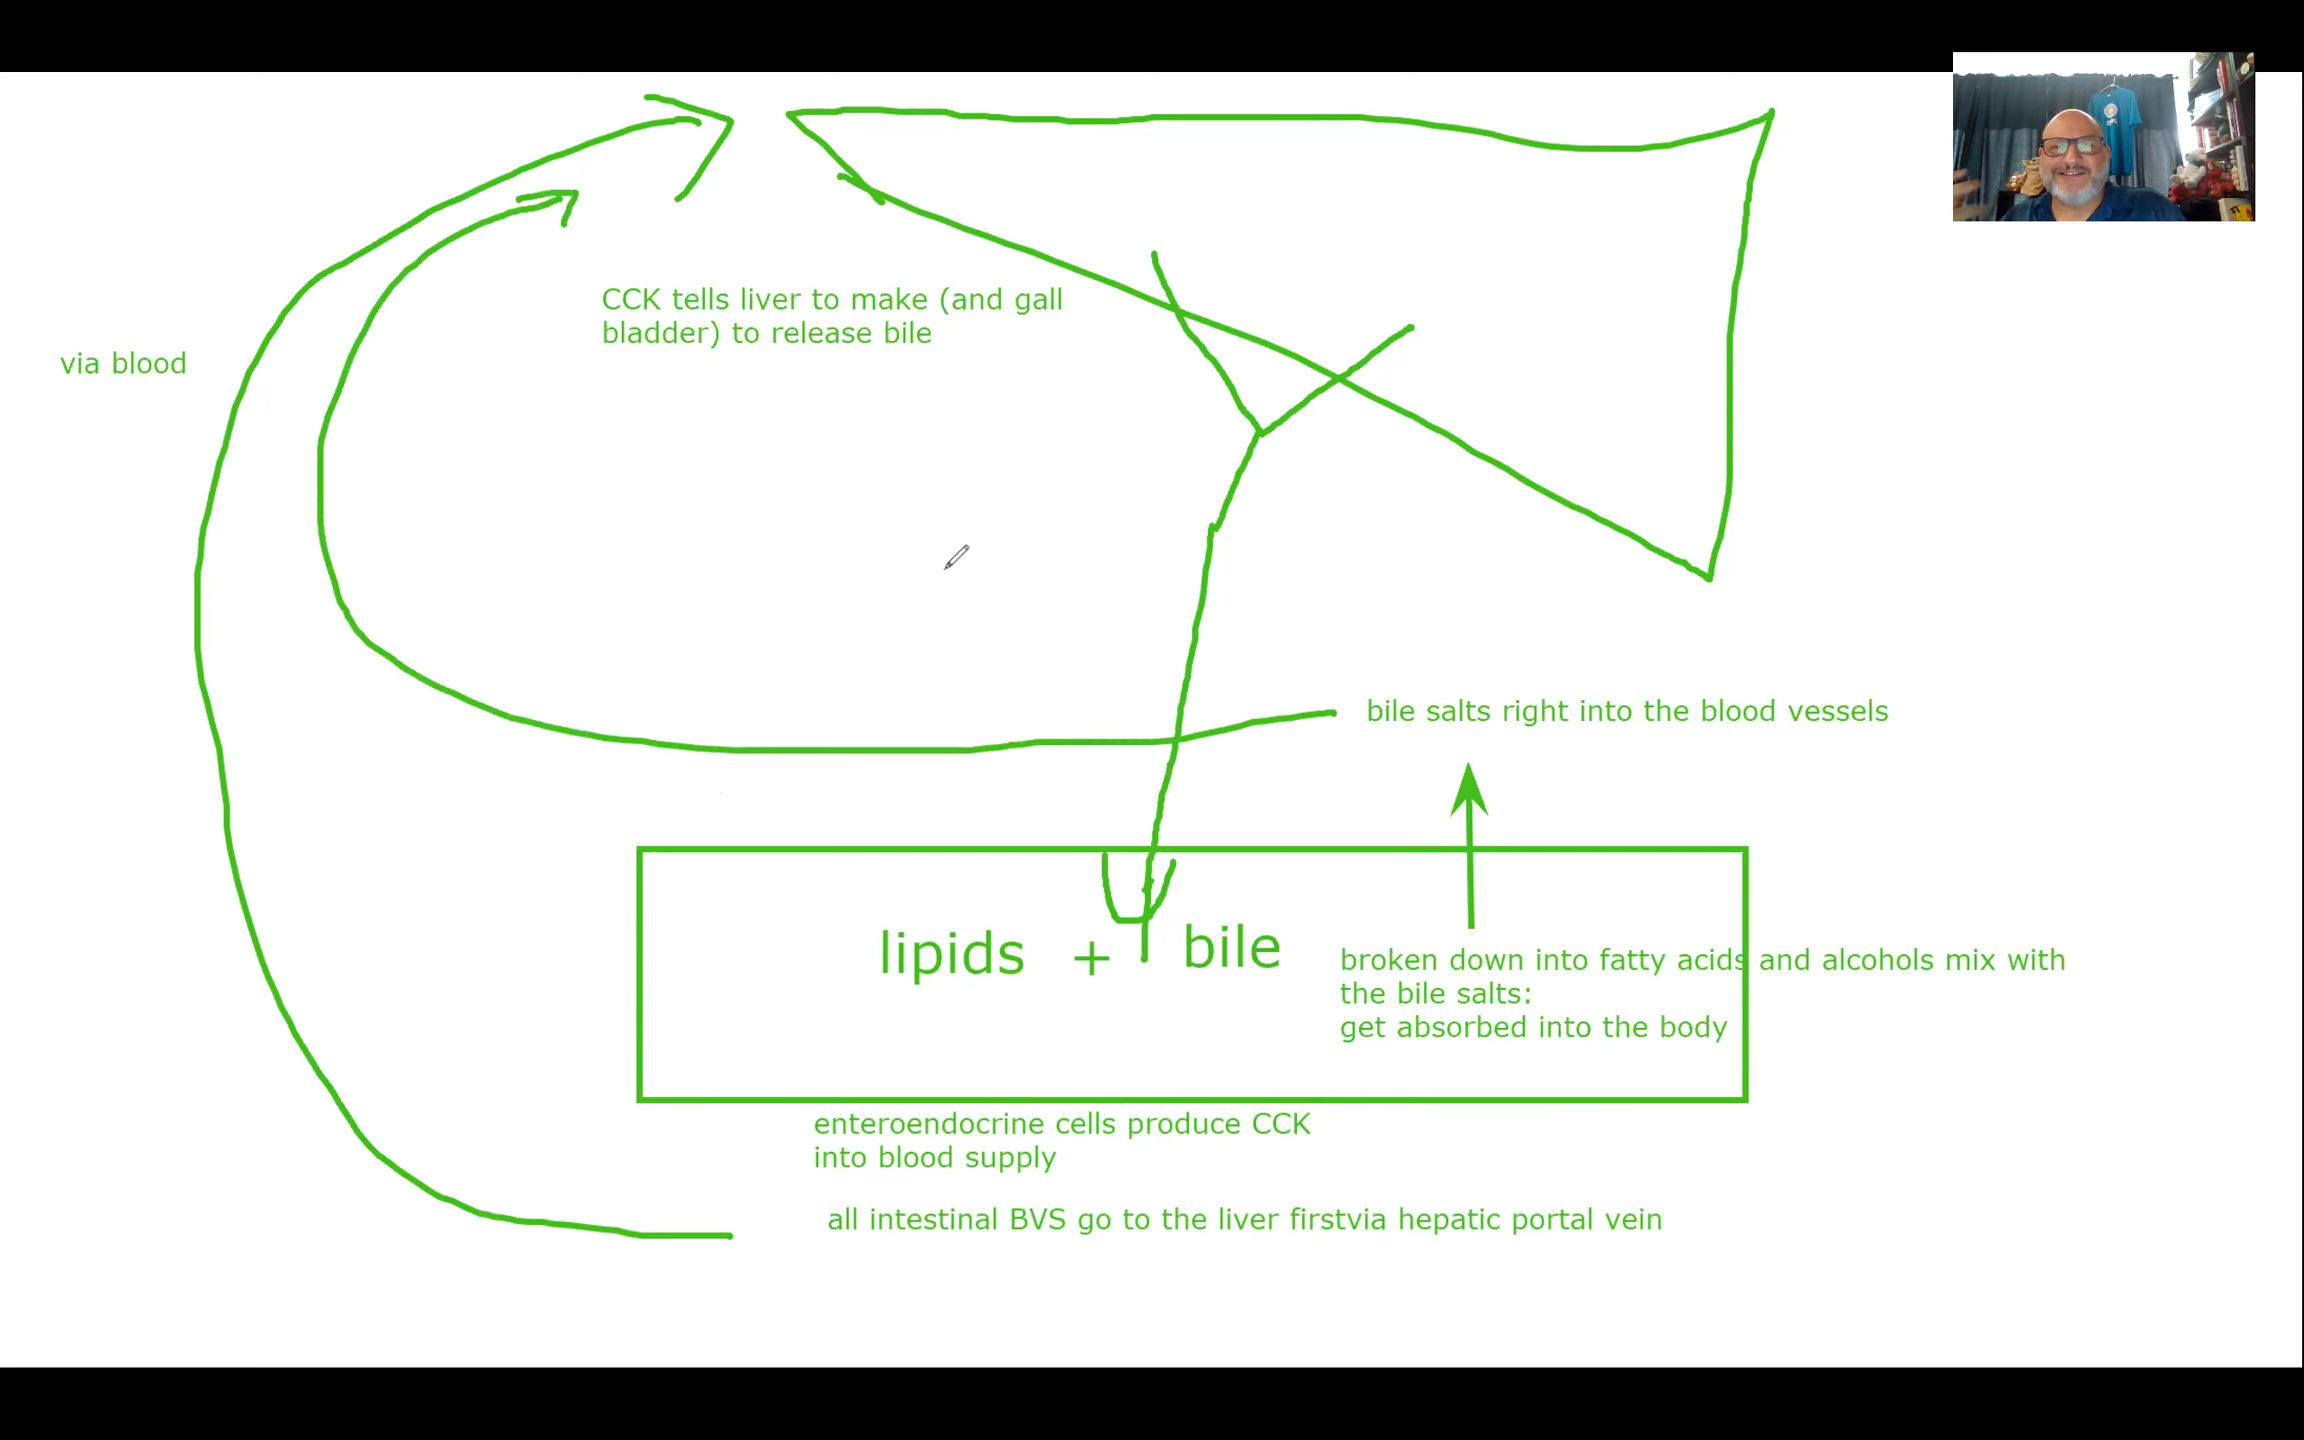 CCK tells liver to make (and gall
bladder) to release bile
via blood
bile salts right into the blood vessels
lipids + bile
broken down into fatty acids and alcohols mix with
the bile salts:
get absorbed into the body
enteroendocrine cells produce CCK
into blood supply
all intestinal BVS go to the liver firstvia hepatic portal vein